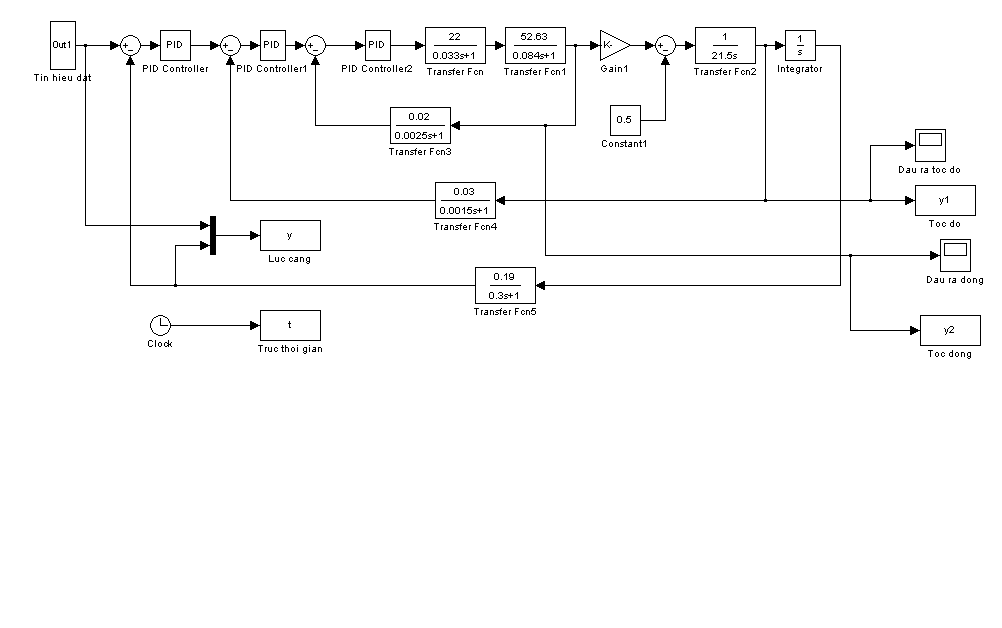 Out1
Tin hieu dat
PID
PID Controller
PID
PID Controller1
PID
PID Controller2
22
0.033s+1
Transfer Fcn
52.63
0.084s+1
Transfer Fcn1
K-
Gain1
1
21.5s
Transfer Fcn2
1
s
Integrator
0.02
0.0025s+1
Transfer Fcn3
0.5
Constant1
Dau ra toc do
0.03
0.0015s+1
Transfer Fcn4
y1
Toc do
y
Luc cang
Dau ra dong
0.19
0.3s+1
Transfer Fcn5
Clock
t
Truc thoi gian
y2
Toc dong